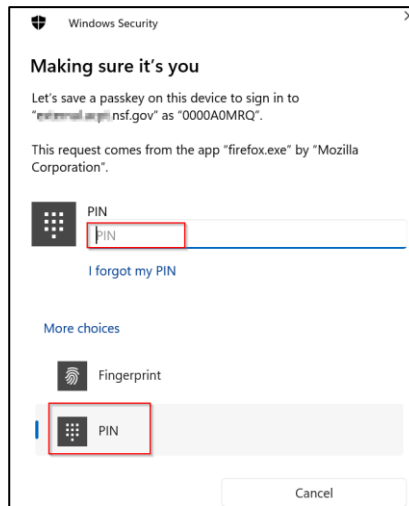 Windows Security
Making sure it's you
Let's save a passkey on this device to sign in to
nsf.gov" as "0000A0MRQ".
This request comes from the app "firefox.exe" by "Mozilla
Corporation".
PIN
PIN
I forgot my PIN
More choices
Fingerprint
PIN
Cancel